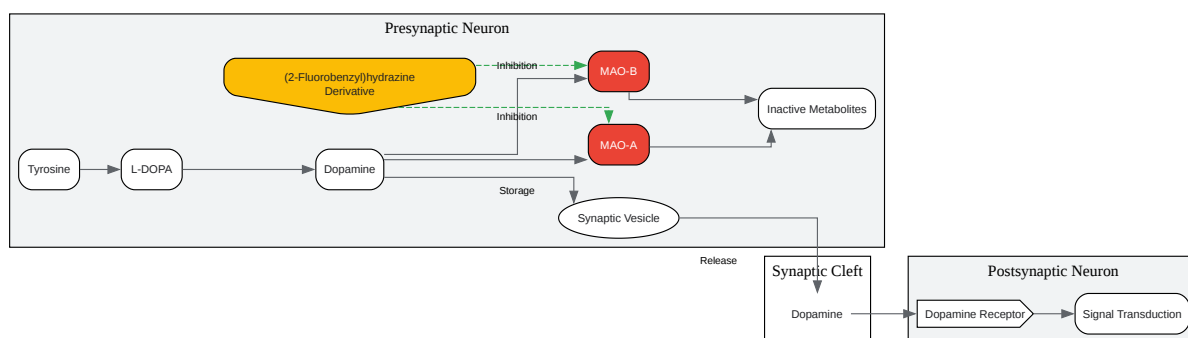 Presynaptic Neuron
(2-Fluorobenzyl)hydrazine
Derivative
Inhibition
MAO-B
Inactive Metabolites
Inhibition
MAO-A
Tyrosine
L-DOPA
Dopamine
Storage
Synaptic Vesicle
Release
Synaptic Cleft
Dopamine
Postsynaptic Neuron
Dopamine Receptor
Signal Transduction